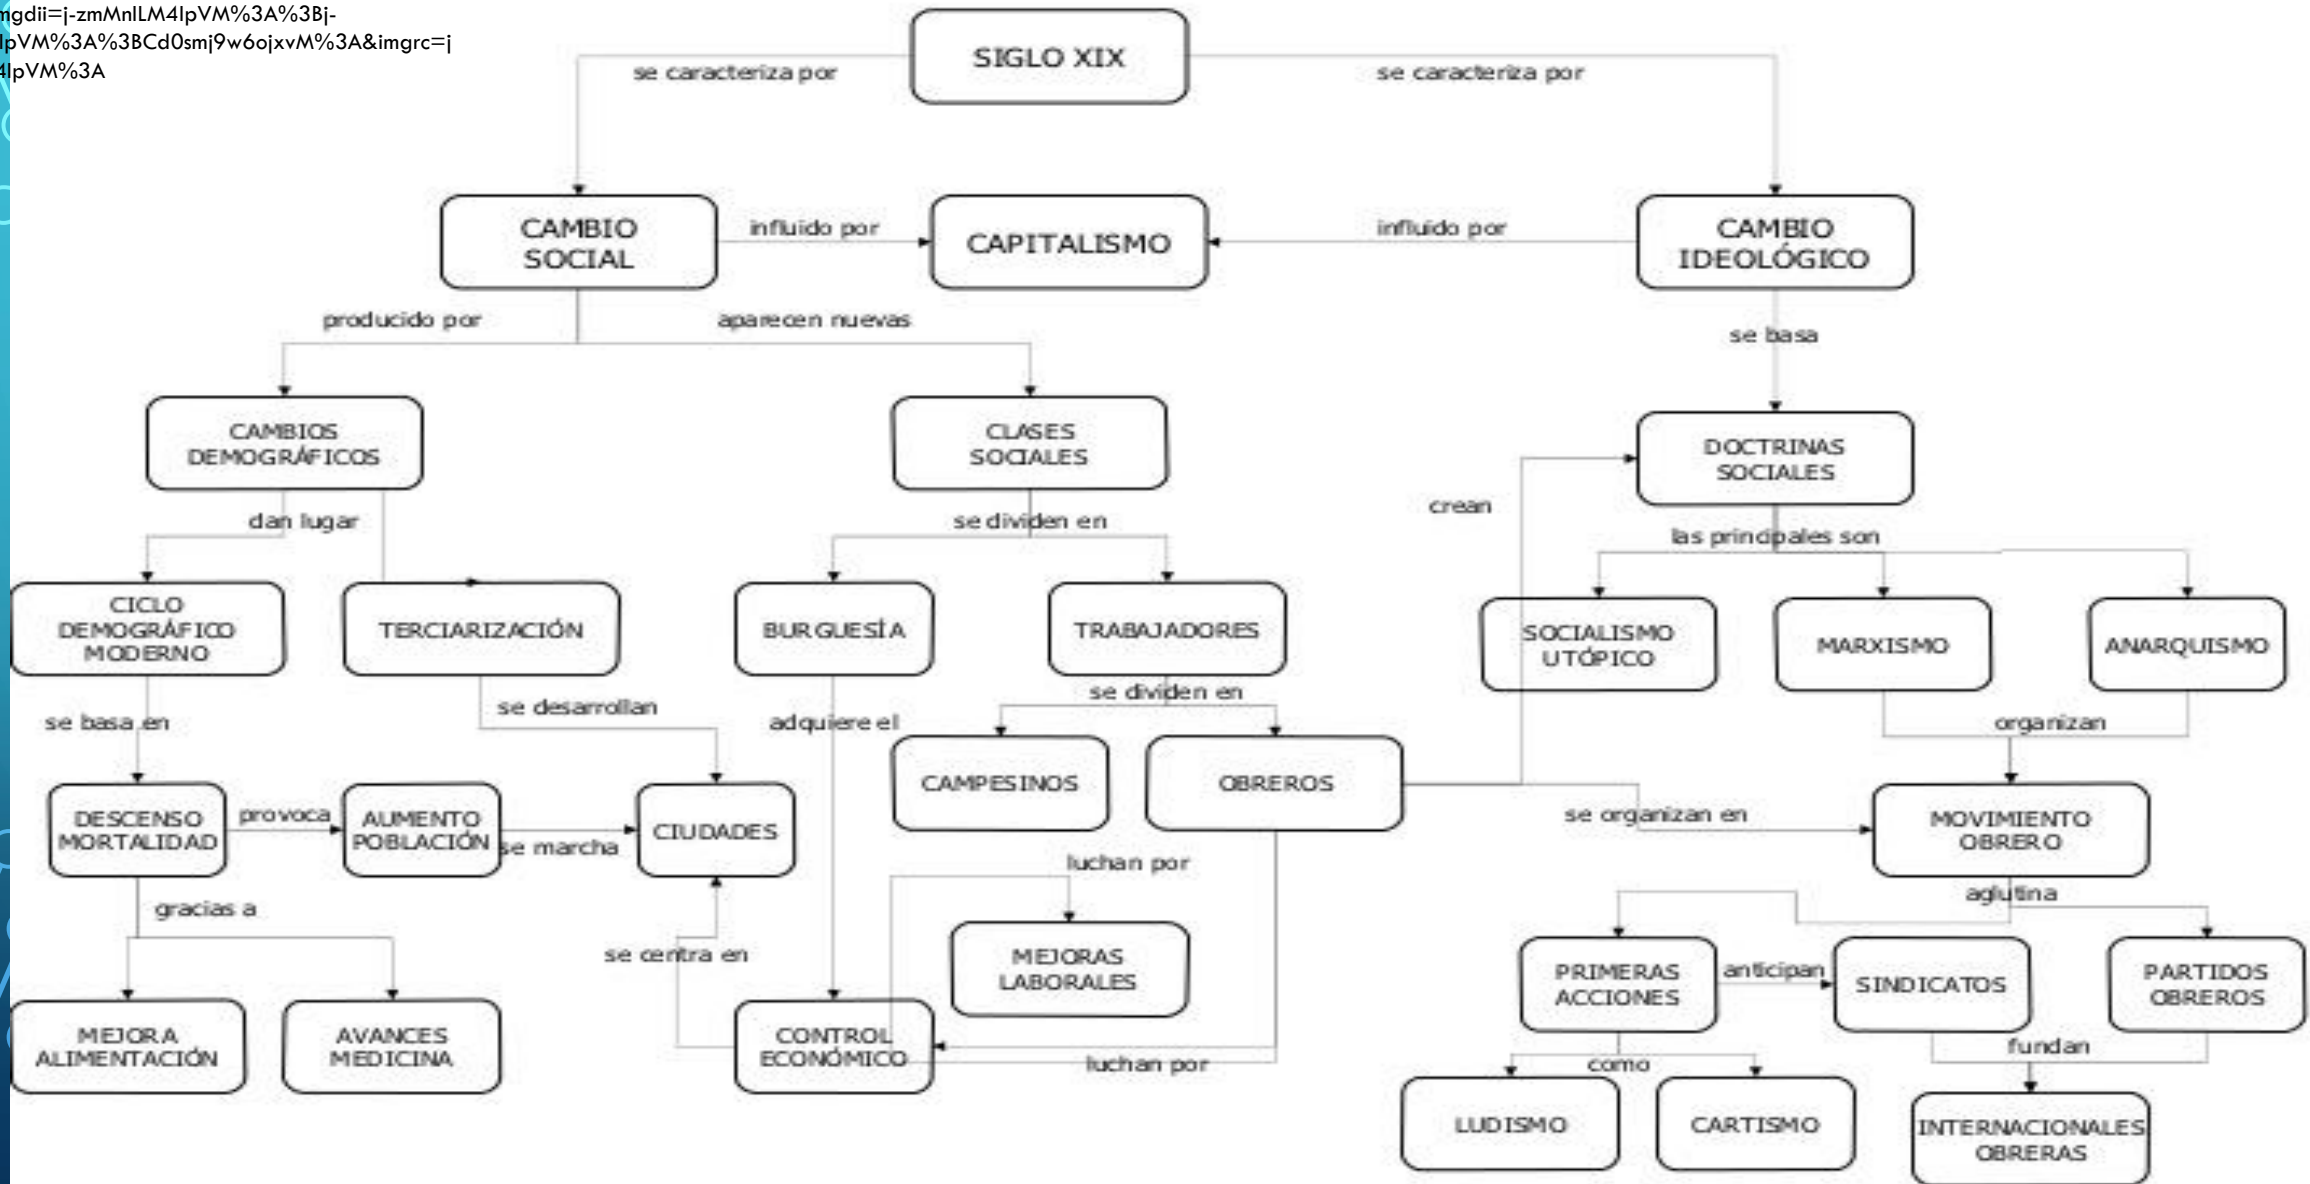 mgdii=j-zmMnlLM4IpVM%3A%3Bj-
IpVM%3A%3BCd0smj9w6ojxvM%3A&imgrc=j
4IpVM%3A
SIGLO XIX
se caracteriza por
se caracteriza por
CAMBIO
SOCIAL
influido por
CAPITALISMO
influido por
CAMBIO
IDEOLÓGICO
producido por
aparecen nuevas
se basa
CAMBIOS
DEMOGRÁFICOS
CLASES
SOCIALES
DOCTRINAS
SOCIALES
dan lugar
se dividen en
crean
las principales son
CICLO
DEMOGRÁFICO
MODERNO
TERCIARIZACIÓN
BURGUESÍA
TRABAJADORES
SOCIALISMO
UTÓPICO
MARXISMO
ANARQUISMO
se basa en
se desarrollan
adquiere el
se dividen en
organizan
CAMPESINOS
OBREROS
DESCENSO
MORTALIDAD
provoca
AUMENTO
POBLACIÓN
se marcha
CIUDADES
se organizan en
MOVIMIENTO
OBRERO
luchan por
aglutina
gracias a
se centra en
MEJORAS
LABORALES
PRIMERAS
ACCIONES
anticipan
SINDICATOS
PARTIDOS
OBREROS
MEJORA
ALIMENTACIÓN
AVANCES
MEDICINA
CONTROL
ECONÓMICO
luchan por
como
fundan
LUDISMO
CARTISMO
INTERNACIONALES
OBRERAS